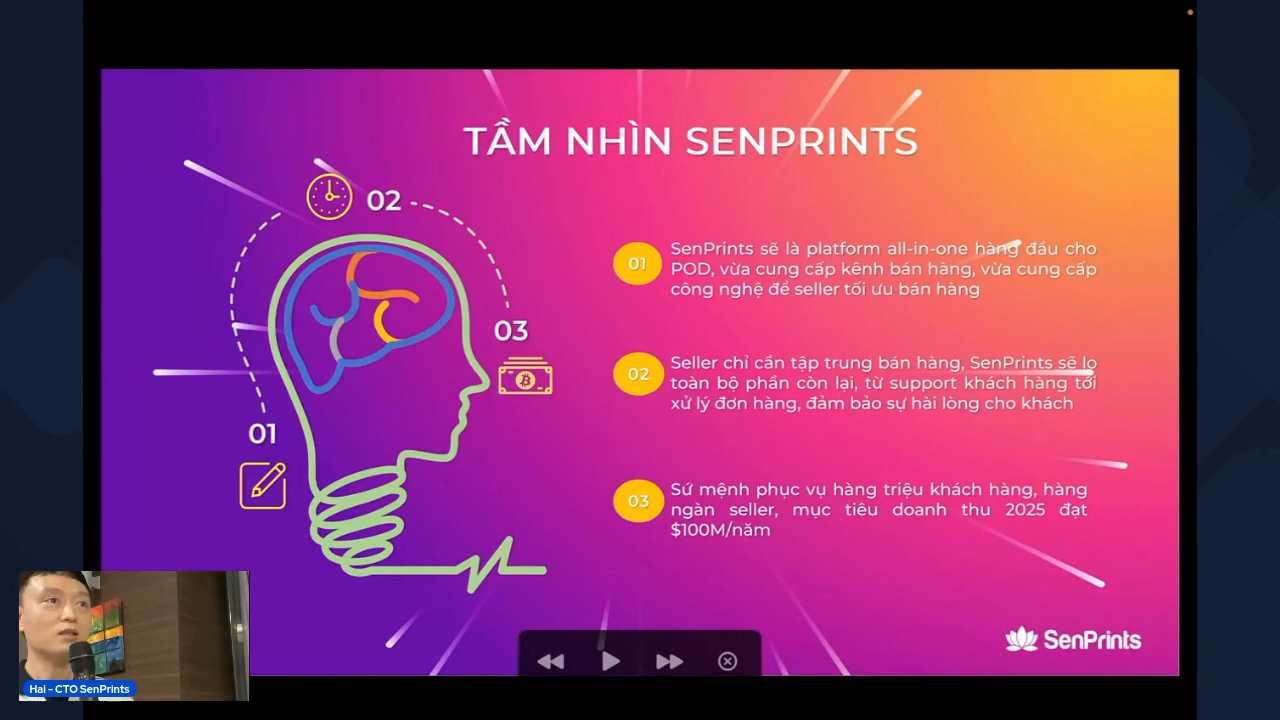 TẦM NHÌN SENPRINTS
02
03
01
01
SenPrints sẽ là platform all-in-one hàng đầu cho
POD, vừa cung cấp kênh bán hàng, vừa cung cấp
công nghệ để seller tối ưu bán hàng
02
Seller chỉ cần tập trung bán hàng, SenPrints sẽ lo
toàn bộ phần còn lại, từ support khách hàng tới
xử lý đơn hàng, đảm bảo sự hài lòng cho khách
03
Sứ mệnh phục vụ hàng triệu khách hàng, hàng
ngàn seller, mục tiêu doanh thu 2025 đạt
$100M/năm
SenPrints
Hai - CTO SenPrints